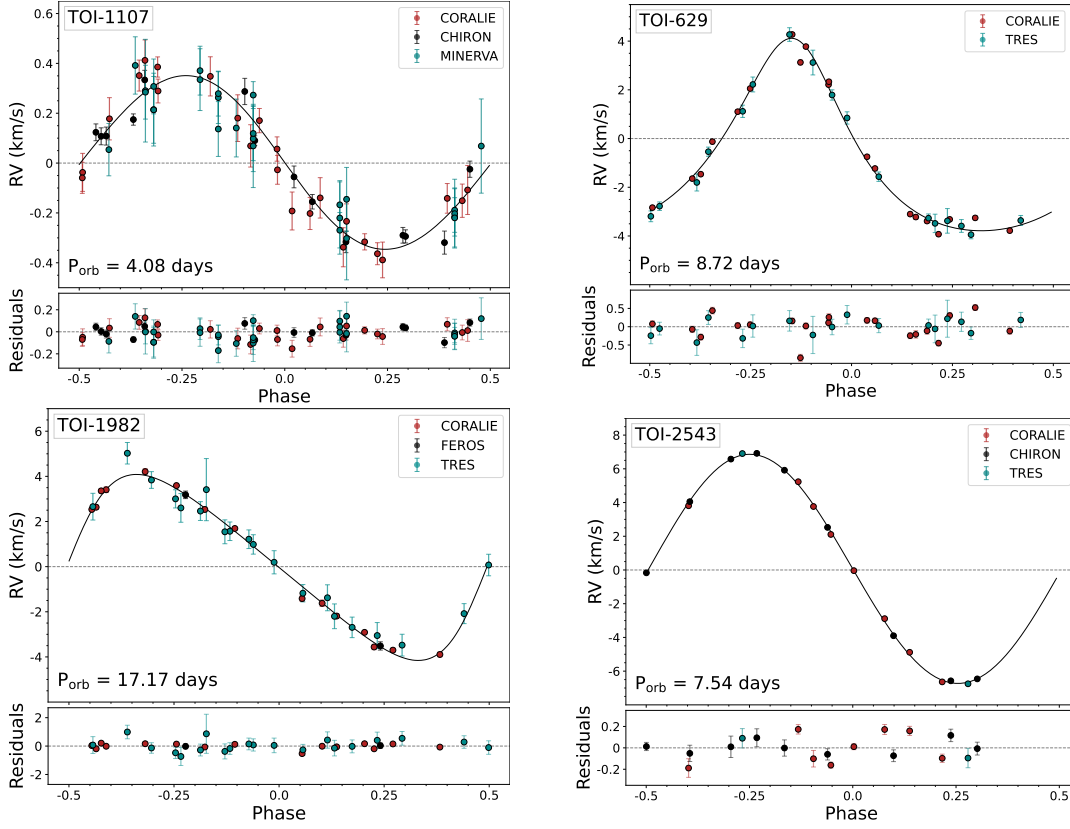 TOI-1107
CORALIE
CHIRON
MINERVA
RV (km/s)
0.6
0.4
0.2
0
-0.2
-0.4
P_orb = 4.08 days
Residuals
0.2
0
-0.2
-0.5
-0.25
0.0
0.25
0.5
Phase
TOI-629
CORALIE
TRES
RV (km/s)
4
2
0
-2
-4
P_orb = 8.72 days
Residuals
0.5
0
-0.5
-0.5
-0.25
0.0
0.25
0.5
Phase
TOI-1982
CORALIE
FEROS
TRES
RV (km/s)
6
4
2
0
-2
-4
P_orb = 17.17 days
Residuals
2
0
-2
-0.5
-0.25
0.0
0.25
0.5
Phase
TOI-2543
CORALIE
CHIRON
TRES
RV (km/s)
8
6
4
2
0
-2
-4
-6
P_orb = 7.54 days
Residuals
0.2
0
-0.2
-0.5
-0.25
0.0
0.25
0.5
Phase